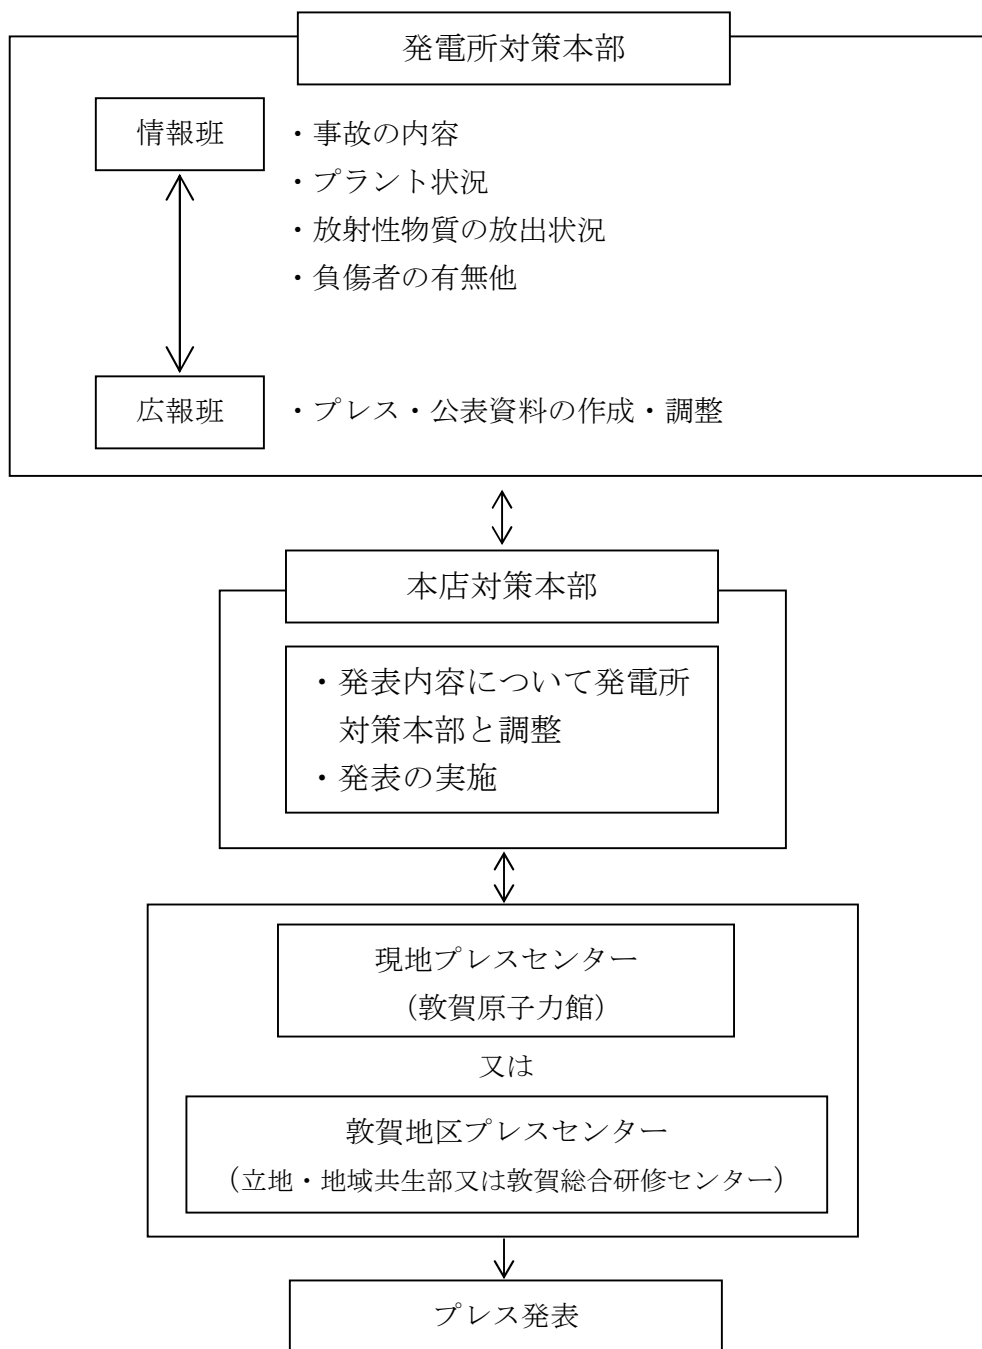 発電所対策本部
情報班
・事故の内容
・プラント状況
・放射性物質の放出状況
・負傷者の有無他
広報班
・プレス・公表資料の作成・調整
本店対策本部
・発表内容について発電所
対策本部と調整
・発表の実施
現地プレスセンター
（敦賀原子力館）
又は
敦賀地区プレスセンター
（立地・地域共生部又は敦賀総合研修センター）
プレス発表